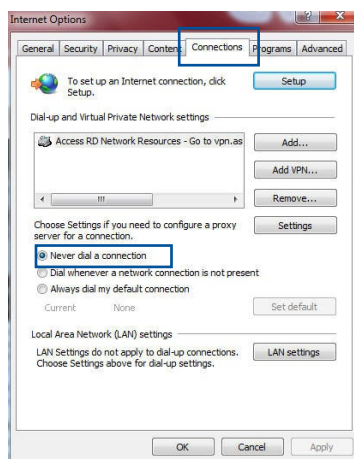 Internet Options
General Security Privacy Content Connections Programs Advanced
To set up an Internet connection, click
Setup.
Setup
Dial-up and Virtual Private Network settings
Access RD Network Resources - Go to vpn.as
Add...
Add VPN...
Remove...
Choose Settings if you need to configure a proxy
server for a connection.
Settings
Never dial a connection
Dial whenever a network connection is not present
Always dial my default connection
Current None
Set default
Local Area Network (LAN) settings
LAN Settings do not apply to dial-up connections.
Choose Settings above for dial-up settings.
LAN settings
OK Cancel Apply